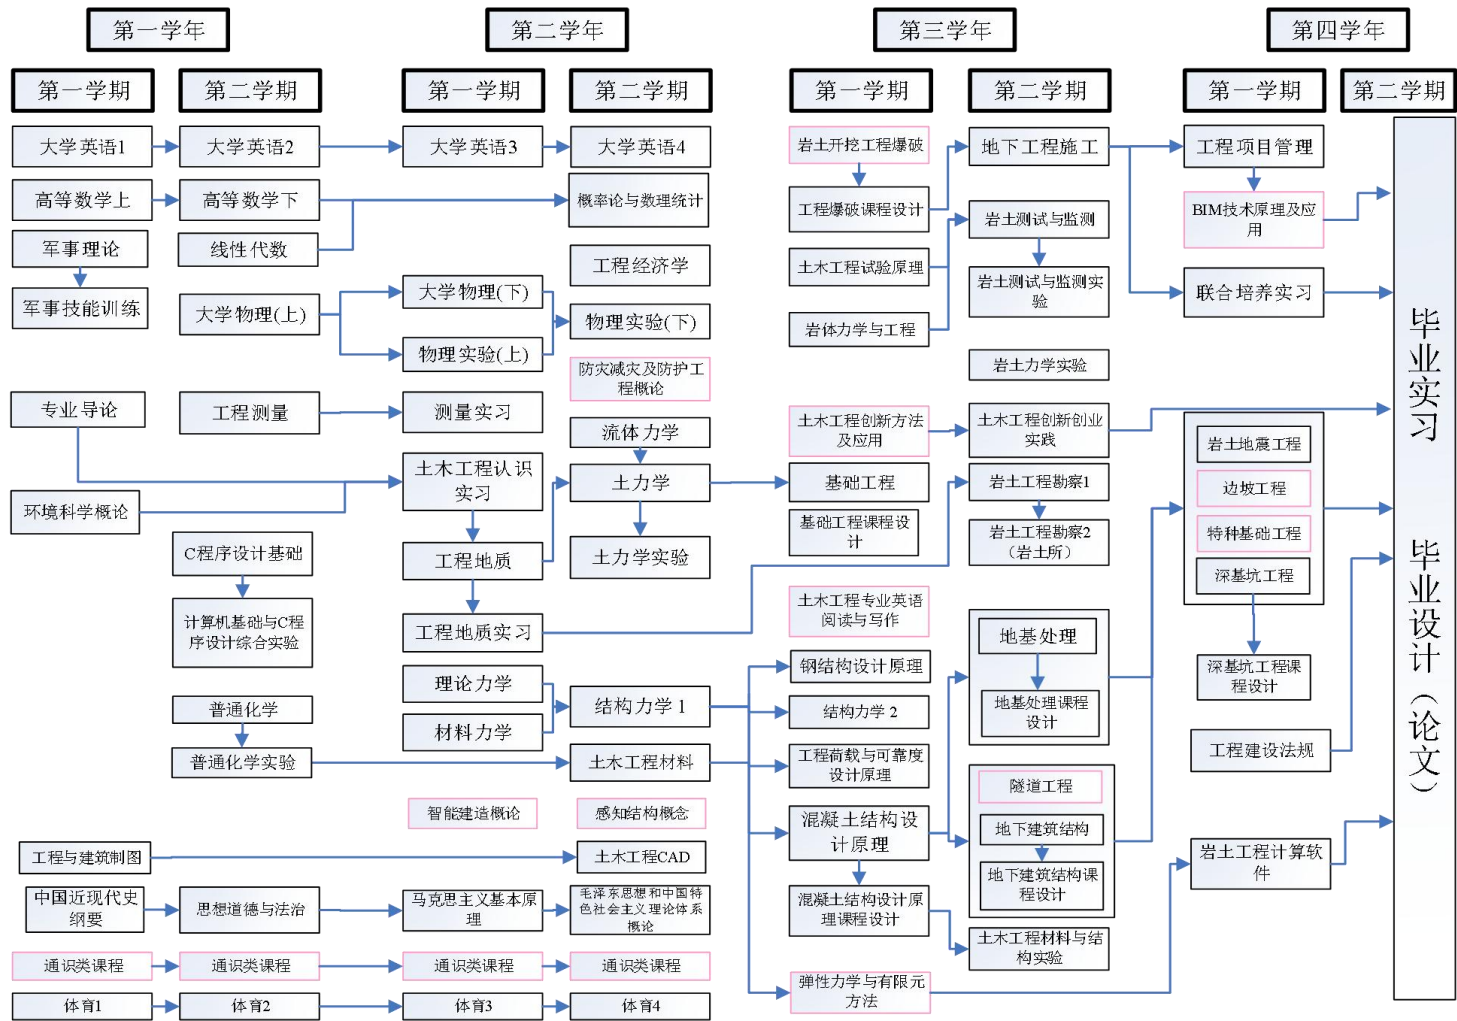 第一学年
第二学年
第三学年
第四学年
第一学期
第二学期
第一学期
第二学期
第一学期
第二学期
第一学期
第二学期
大学英语1
军事理论
军事技能训练
高等数学上
专业导论
环境科学概论
工程与建筑制图
中国近现代史
纲要
通识类课程
体育1
大学英语2
高等数学下
线性代数
大学物理(上)
工程测量
C程序设计基础
计算机基础与C程
序设计综合实验
普通化学
普通化学实验
思想道德与法治
通识类课程
体育2
大学英语3
大学物理(下)
物理实验(上)
测量实习
土木工程认识
实习
工程地质
工程地质实习
理论力学
材料力学
智能建造概论
马克思主义基本原
理
通识类课程
体育3
大学英语4
概率论与数理统计
工程经济学
物理实验(下)
防灾减灾及防护工
程概论
流体力学
土力学
土力学实验
结构力学 1
土木工程材料
感知结构概念
土木工程CAD
毛泽东思想和中国特
色社会主义理论体系
概论
通识类课程
体育4
岩土开挖工程爆破
工程爆破课程设计
土木工程试验原理
岩体力学与工程
土木工程创新方法
及应用
基础工程
基础工程课程设
计
土木工程专业英语
阅读与写作
钢结构设计原理
结构力学 2
工程荷载与可靠度
设计原理
混凝土结构设
计原理
混凝土结构设计原
理课程设计
弹性力学与有限元
方法
地下工程施工
岩土测试与监测
岩土测试与监测实
验
岩土力学实验
土木工程创新创业
实践
岩土工程勘察1
岩土工程勘察2
（岩土所）
地基处理
地基处理课程
设计
隧道工程
地下建筑结构
地下建筑结构课
程设计
土木工程材料与结
构实验
工程项目管理
BIM技术原理及应
用
联合培养实习
岩土地震工程
边坡工程
特种基础工程
深基坑工程
深基坑工程课
程设计
工程建设法规
岩土工程计算软
件
毕业实习
毕业设计（论文）